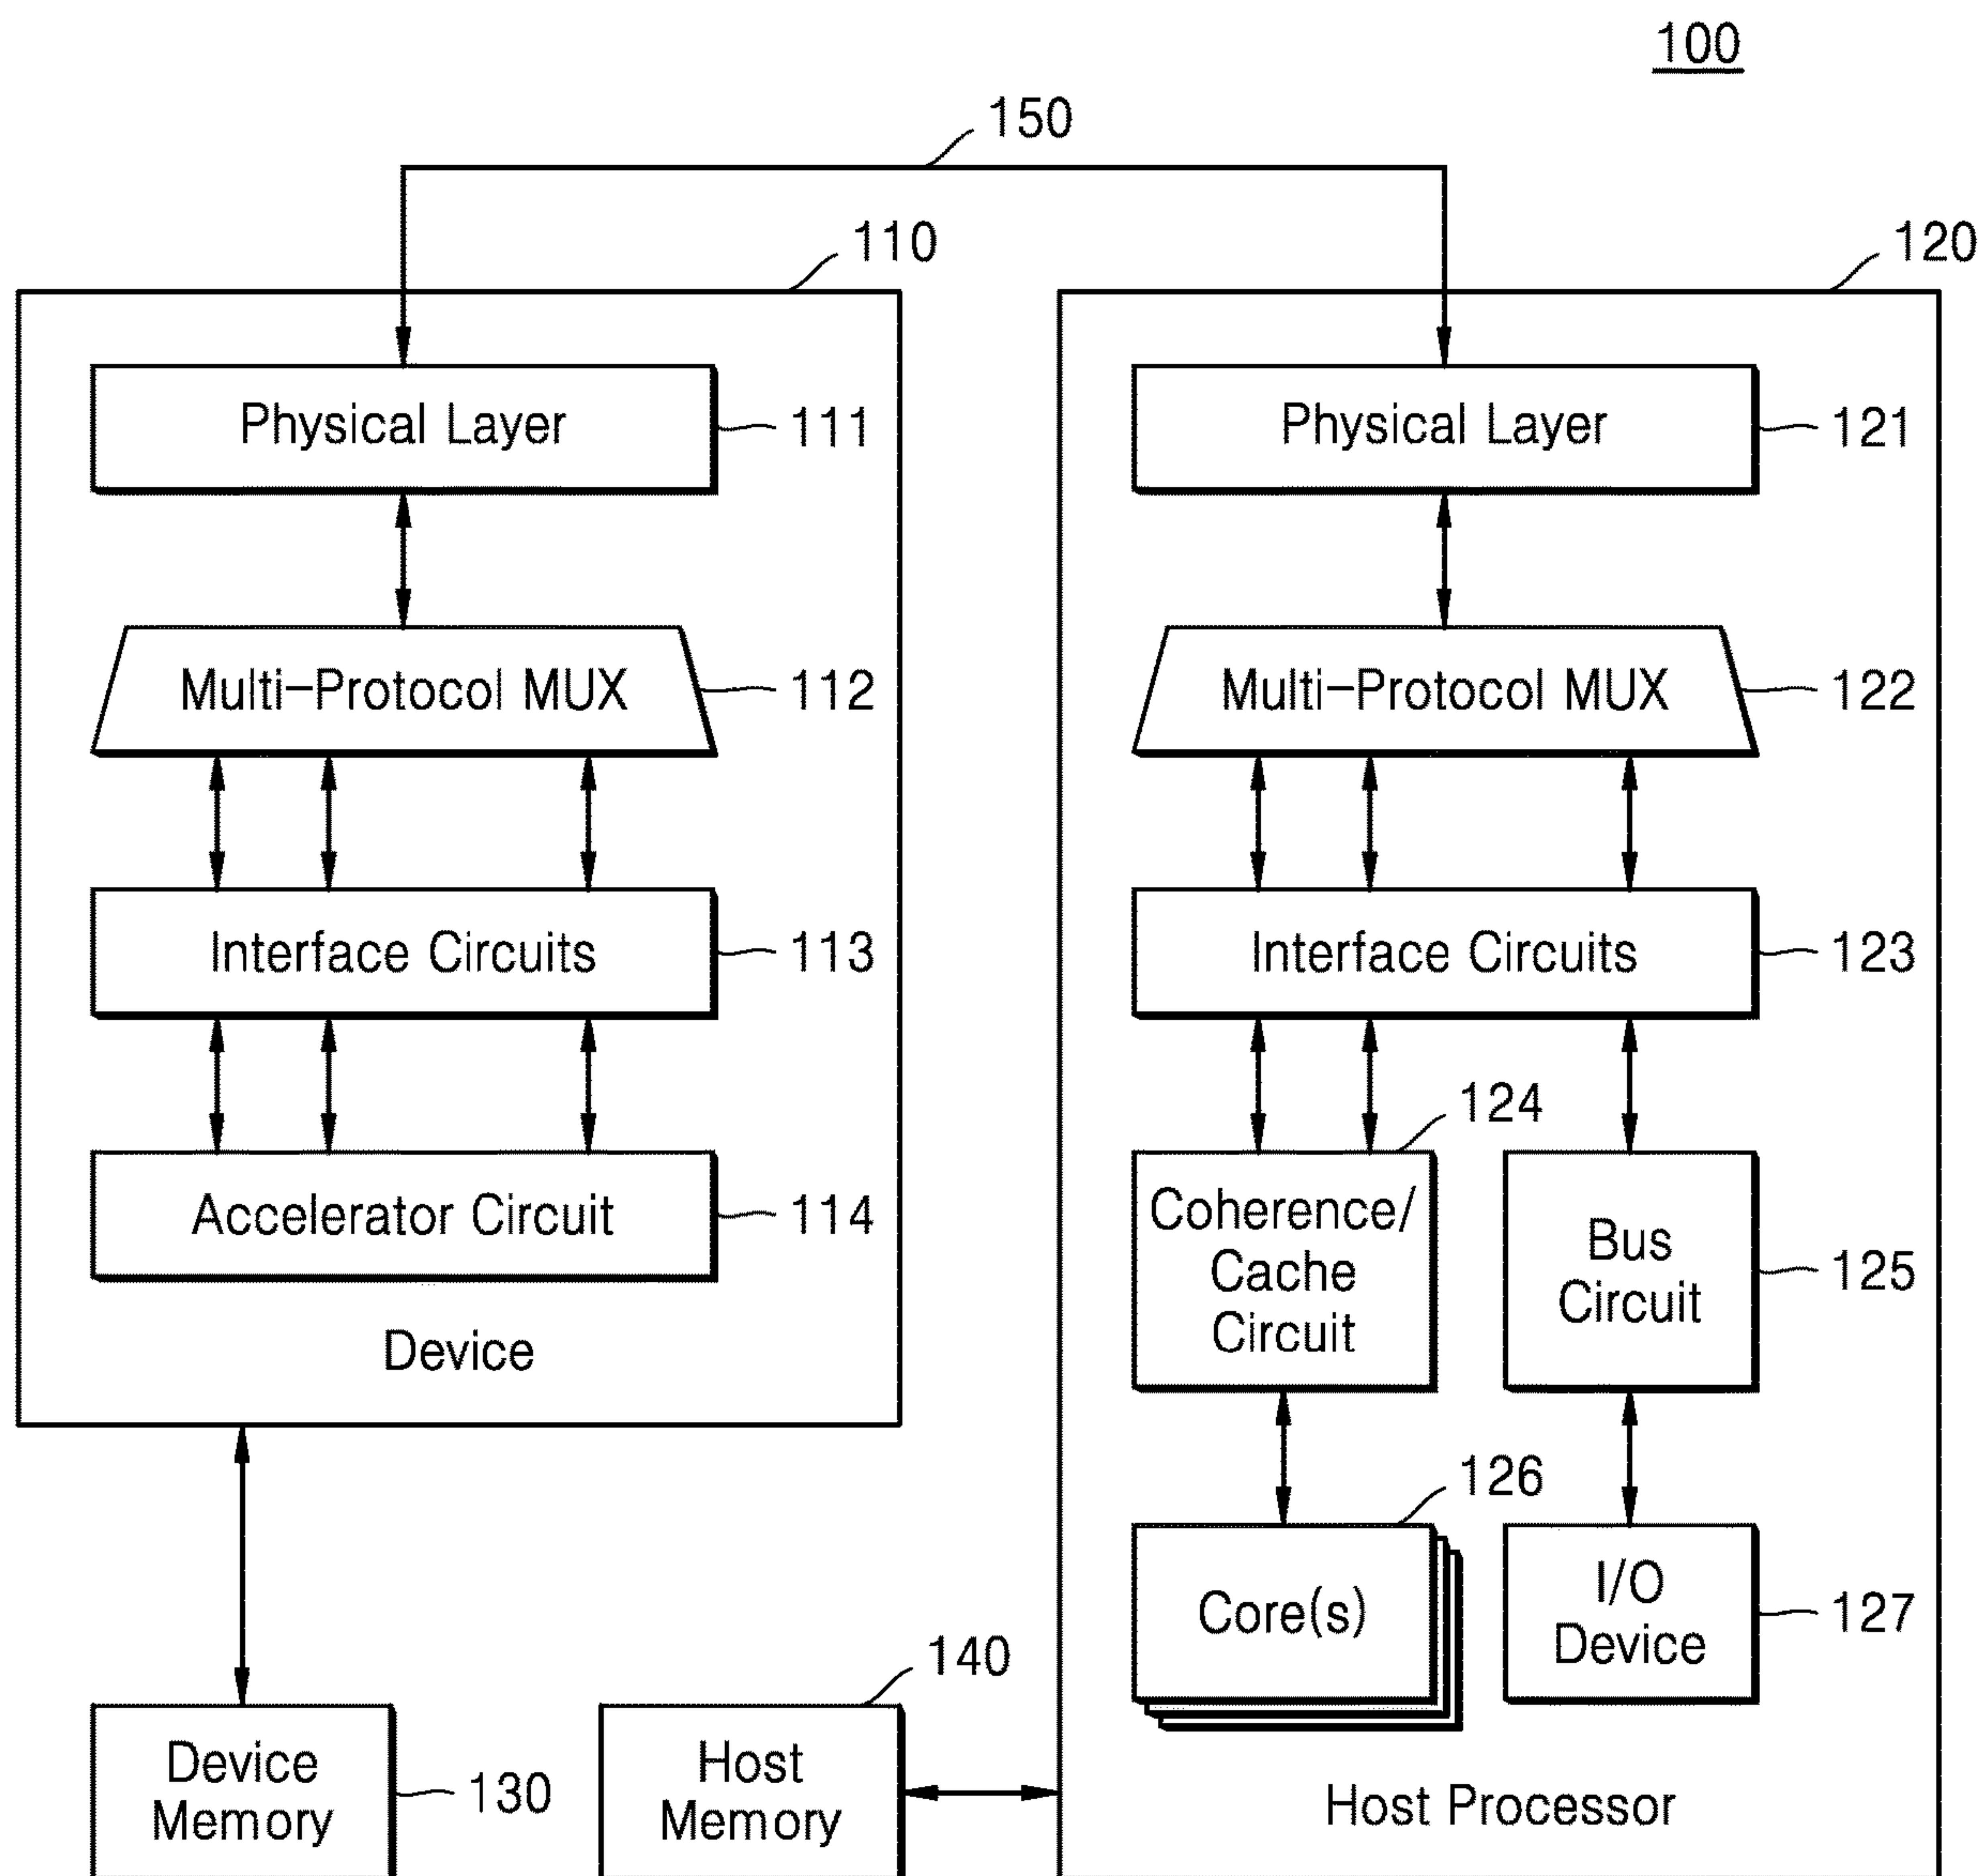 100
150
110
120
Physical Layer
111
Physical Layer
121
Multi-Protocol MUX
112
Multi-Protocol MUX
122
Interface Circuits
113
Interface Circuits
123
124
Accelerator Circuit
114
Coherence/
Cache
Circuit
Bus
Circuit
125
Device
126
Core(s)
I/O
Device
127
140
Device
Memory
130
Host
Memory
Host Processor